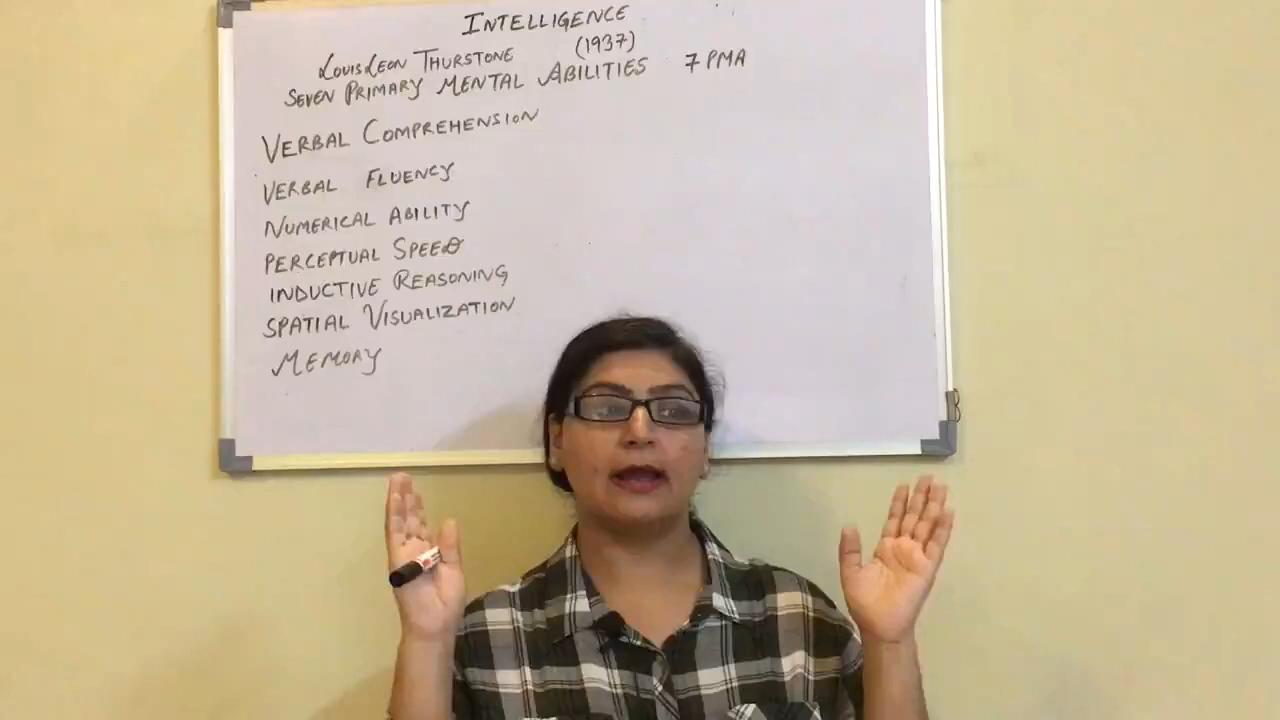 INTELLIGENCE
LOUIS LEON THURSTONE (1937)
SEVEN PRIMARY MENTAL ABILITIES 7 PMA
VERBAL COMPREHENSION
VERBAL FLUENCY
NUMERICAL ABILITY
PERCEPTUAL SPEED
INDUCTIVE REASONING
SPATIAL VISUALIZATION
MEMORY